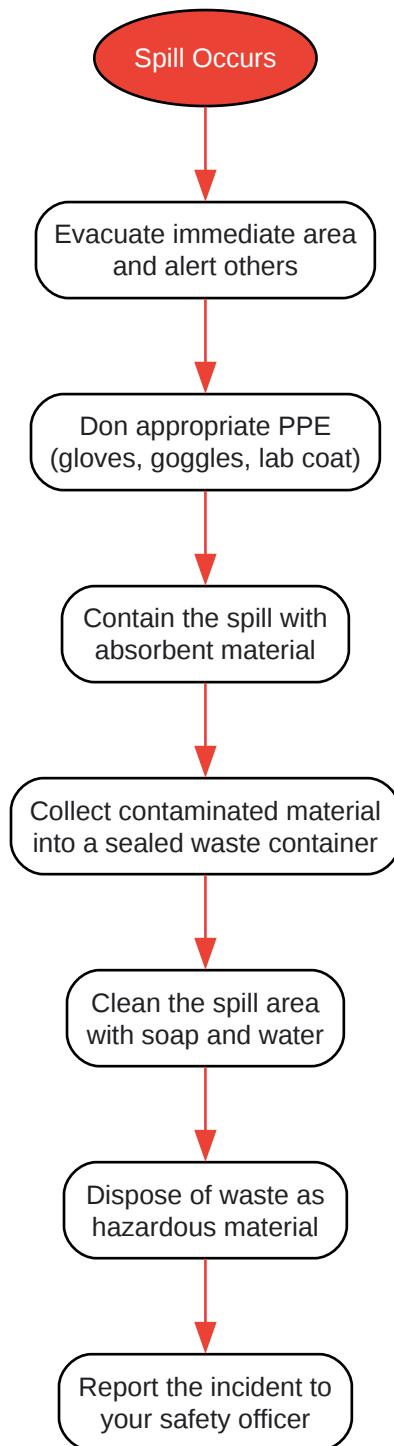 Spill Occurs
Evacuate immediate area
and alert others
Don appropriate PPE
(gloves, goggles, lab coat)
Contain the spill with
absorbent material
Collect contaminated material
into a sealed waste container
Clean the spill area
with soap and water
Dispose of waste as
hazardous material
Report the incident to
your safety officer